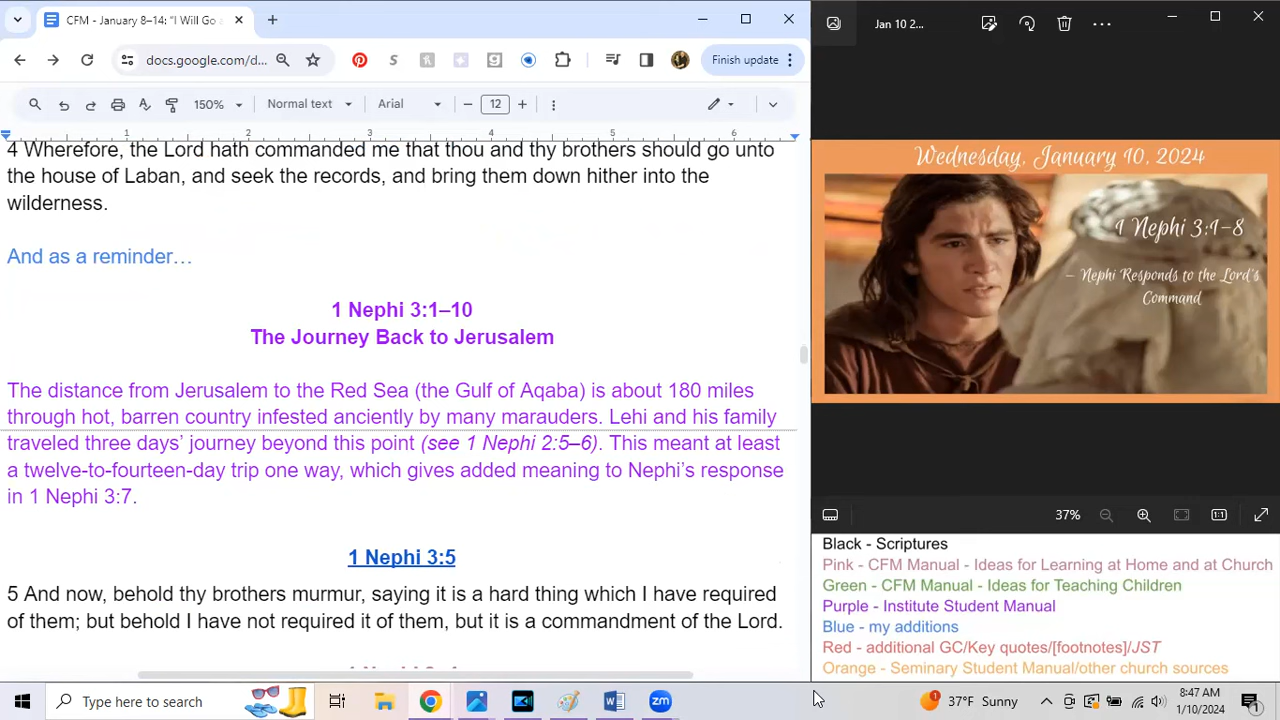 CFM - January 8–14: "I Will Go a
docs.google.com/d...
Finish update
150%
Normal text
Arial
12
1 2 3 4 5 6
4 Wherefore, the Lord hath commanded me that thou and thy brothers should go unto
the house of Laban, and seek the records, and bring them down hither into the
wilderness.
And as a reminder…
1 Nephi 3:1–10
The Journey Back to Jerusalem
The distance from Jerusalem to the Red Sea (the Gulf of Aqaba) is about 180 miles
through hot, barren country infested anciently by many marauders. Lehi and his family
traveled three days' journey beyond this point (see 1 Nephi 2:5–6). This meant at least
a twelve-to-fourteen-day trip one way, which gives added meaning to Nephi's response
in 1 Nephi 3:7.
1 Nephi 3:5
5 And now, behold thy brothers murmur, saying it is a hard thing which I have required
of them; but behold I have not required it of them, but it is a commandment of the Lord.
Jan 10 2...
Wednesday, January 10, 2024
1 Nephi 3:1-8
– Nephi Responds to the Lord's
Command
37%
1:1
Black - Scriptures
Pink - CFM Manual - Ideas for Learning at Home and at Church
Green - CFM Manual - Ideas for Teaching Children
Purple - Institute Student Manual
Blue - my additions
Red - additional GC/Key quotes/[footnotes]/JST
Orange - Seminary Student Manual/other church sources
Type here to search
zm
1
37°F Sunny
8:47 AM
1/10/2024
1